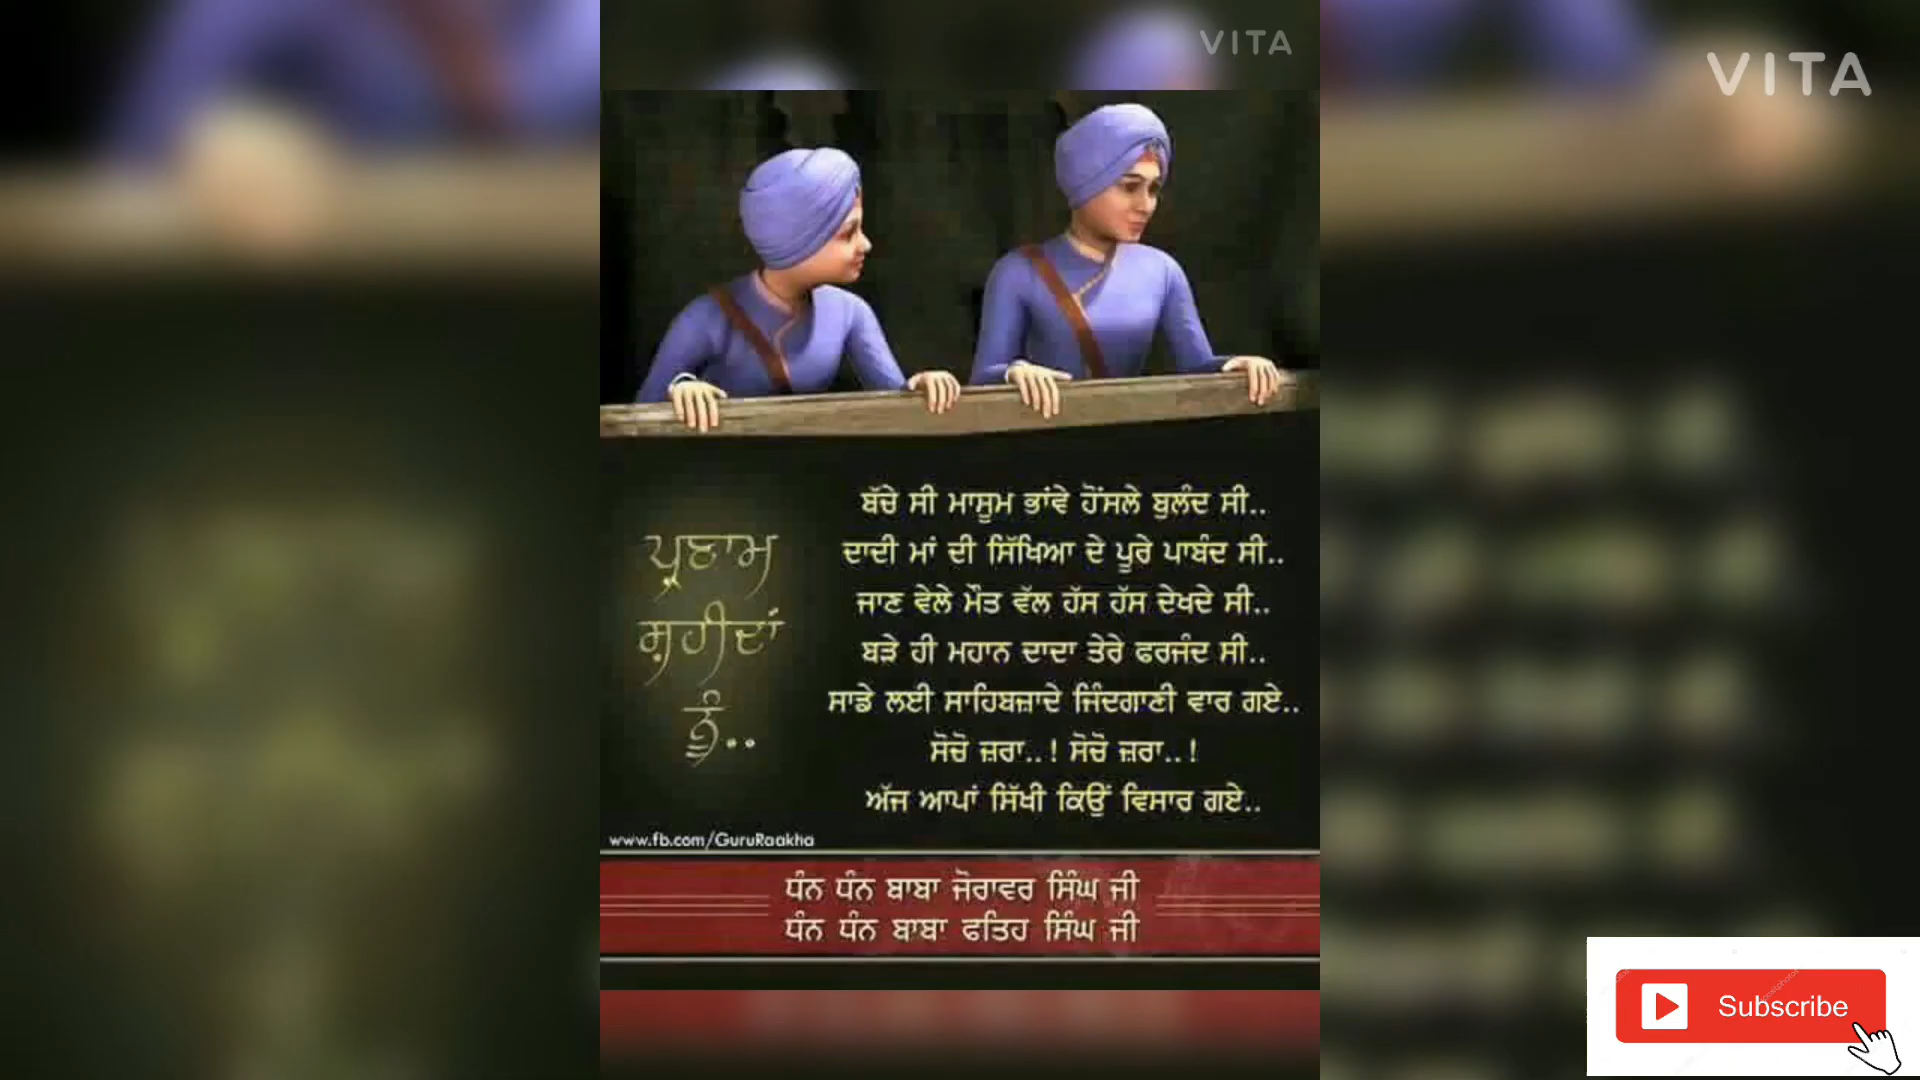 VITA
VITA
ਪ੍ਰਣਾਮ
ਸ਼ਹੀਦਾਂ
ਨੂੰ..
ਬੱਚੇ ਸੀ ਮਾਸੂਮ ਭਾਂਵੇ ਹੌਂਸਲੇ ਬੁਲੰਦ ਸੀ..
ਦਾਦੀ ਮਾਂ ਦੀ ਸਿੱਖਿਆ ਦੇ ਪੂਰੇ ਪਾਬੰਦ ਸੀ..
ਜਾਣ ਵੇਲੇ ਮੌਤ ਵੱਲ ਹੱਸ ਹੱਸ ਦੇਖਦੇ ਸੀ..
ਬੜੇ ਹੀ ਮਹਾਨ ਦਾਦਾ ਤੇਰੇ ਫਰਜੰਦ ਸੀ..
ਸਾਡੇ ਲਈ ਸਾਹਿਬਜ਼ਾਦੇ ਜਿੰਦਗਾਣੀ ਵਾਰ ਗਏ..
ਸੋਚੋ ਜ਼ਰਾ..! ਸੋਚੋ ਜ਼ਰਾ..!
ਅੱਜ ਆਪਾਂ ਸਿੱਖੀ ਕਿਉਂ ਵਿਸਾਰ ਗਏ..
www.fb.com/GuruRaakha
ਧੰਨ ਧੰਨ ਬਾਬਾ ਜੋਰਾਵਰ ਸਿੰਘ ਜੀ
ਧੰਨ ਧੰਨ ਬਾਬਾ ਫਤਿਹ ਸਿੰਘ ਜੀ
Subscribe